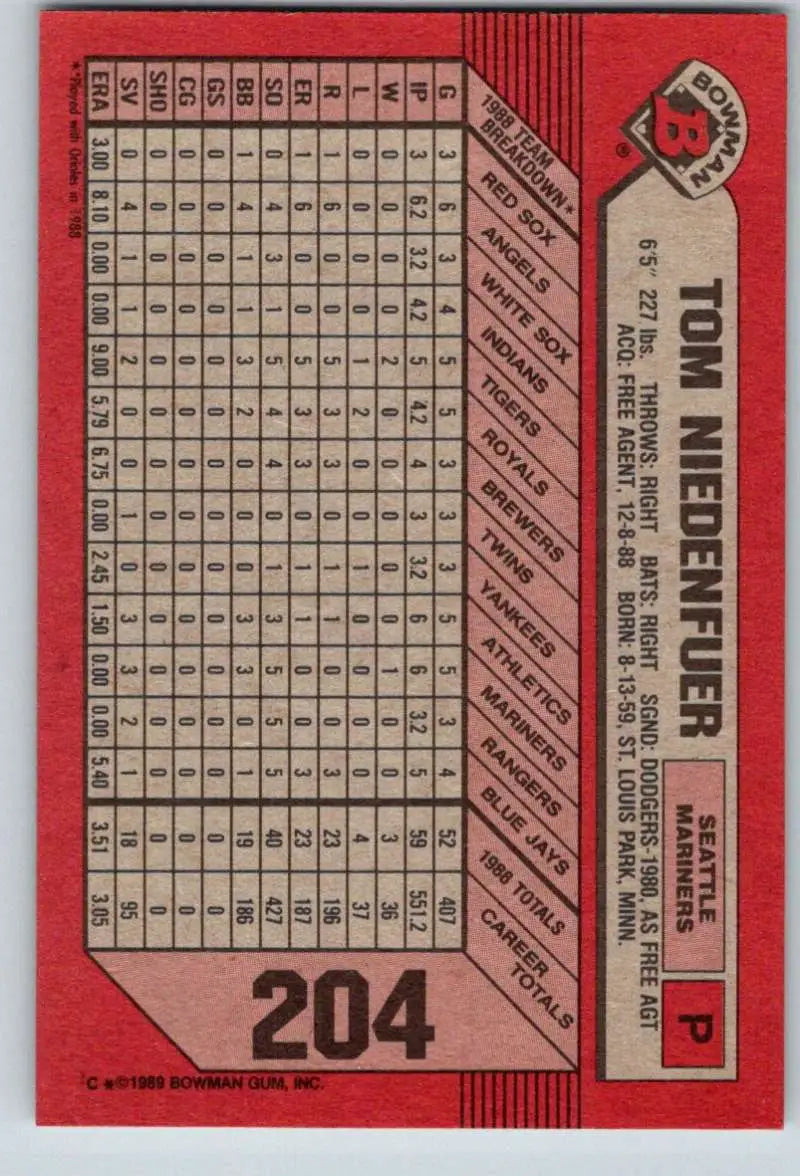 BOWMAN
B
®
TOM NIEDENFUER
SEATTLE
MARINERS
P
6'5" 227 lbs. THROWS: RIGHT BATS: RIGHT SGND: DODGERS-1980, AS FREE AGT
ACQ: FREE AGENT, 12-8-88 BORN: 8-13-59, ST. LOUIS PARK, MINN.
1988 TEAM
BREAKDOWN*
RED SOX
ANGELS
WHITE SOX
INDIANS
TIGERS
ROYALS
BREWERS
TWINS
YANKEES
ATHLETICS
MARINERS
RANGERS
BLUE JAYS
1988 TOTALS
CAREER
TOTALS
G 3 6 3 4 5 5 3 3 3 5 5 3 4 52 407
IP 3 6.2 3.2 4.2 5 4.2 4 3 3.2 6 6 3.2 5 59 551.2
W 0 0 0 0 2 0 0 0 0 0 1 0 0 3 36
L 0 0 0 0 1 2 0 0 1 0 0 0 0 4 37
R 1 6 0 0 5 3 3 0 1 1 0 0 3 23 196
ER 1 6 0 0 5 3 3 0 1 1 0 0 3 23 187
SO 0 4 3 1 5 4 4 0 1 3 5 5 5 40 427
BB 1 4 1 1 3 2 0 0 0 3 3 0 1 19 186
GS 0 0 0 0 0 0 0 0 0 0 0 0 0 0 0
CG 0 0 0 0 0 0 0 0 0 0 0 0 0 0 0
SHO 0 0 0 0 0 0 0 0 0 0 0 0 0 0 0
SV 0 4 1 1 2 0 0 1 0 3 3 2 1 18 95
ERA 3.00 8.10 0.00 0.00 9.00 5.79 6.75 0.00 2.45 1.50 0.00 0.00 5.40 3.51 3.05
*Played with Orioles in 1988
204
C *©1989 BOWMAN GUM, INC.